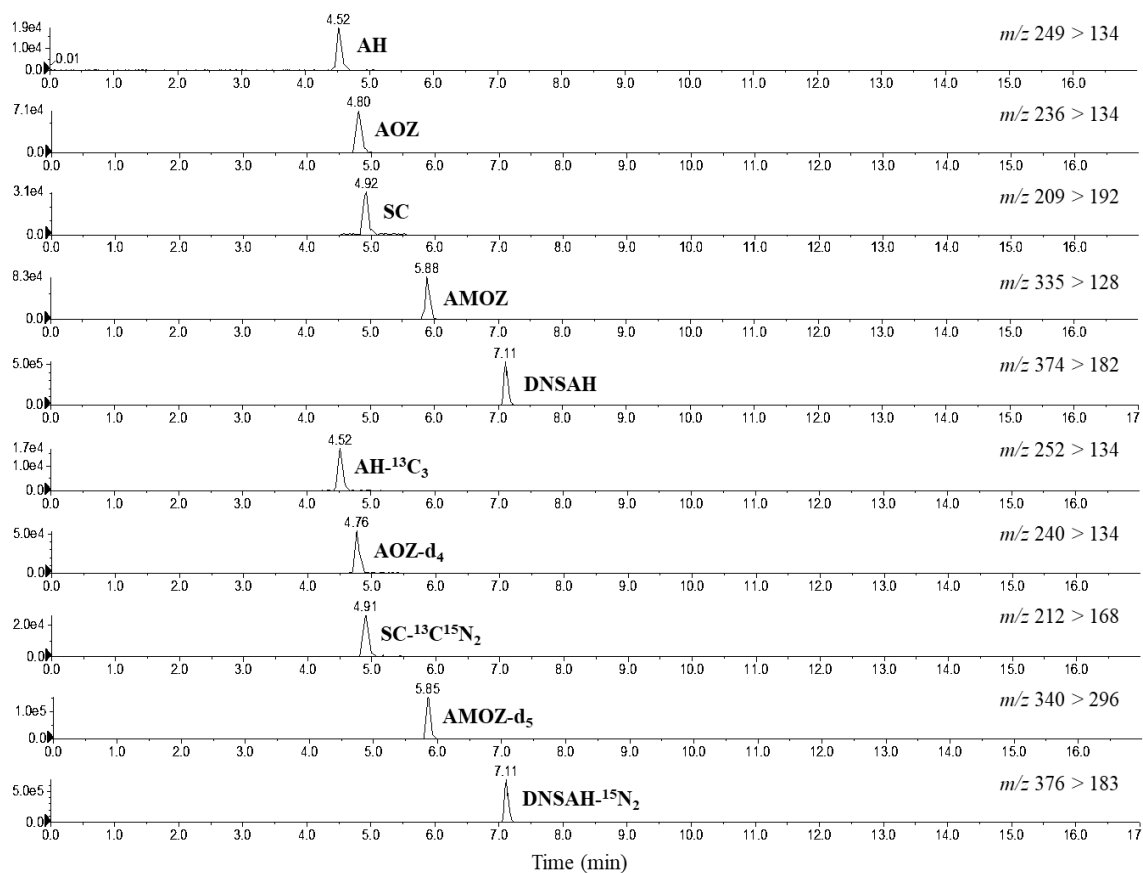 1.9e4 4.52 AH m/z 249 > 134
1.0e4 0.01
0.0
0.0 1.0 2.0 3.0 4.0 5.0 6.0 7.0 8.0 9.0 10.0 11.0 12.0 13.0 14.0 15.0 16.0
7.1e4 4.80 AOZ m/z 236 > 134
0.0
0.0 1.0 2.0 3.0 4.0 5.0 6.0 7.0 8.0 9.0 10.0 11.0 12.0 13.0 14.0 15.0 16.0
3.1e4 4.92 SC m/z 209 > 192
0.0
0.0 1.0 2.0 3.0 4.0 5.0 6.0 7.0 8.0 9.0 10.0 11.0 12.0 13.0 14.0 15.0 16.0
8.3e4 5.88 AMOZ m/z 335 > 128
0.0
0.0 1.0 2.0 3.0 4.0 5.0 6.0 7.0 8.0 9.0 10.0 11.0 12.0 13.0 14.0 15.0 16.0
5.0e5 7.11 DNSAH m/z 374 > 182
0.0
0.0 1.0 2.0 3.0 4.0 5.0 6.0 7.0 8.0 9.0 10.0 11.0 12.0 13.0 14.0 15.0 16.0 17
1.7e4 4.52 AH-¹³C₃ m/z 252 > 134
1.0e4
0.0
0.0 1.0 2.0 3.0 4.0 5.0 6.0 7.0 8.0 9.0 10.0 11.0 12.0 13.0 14.0 15.0 16.0
5.0e4 4.76 AOZ-d₄ m/z 240 > 134
0.0
0.0 1.0 2.0 3.0 4.0 5.0 6.0 7.0 8.0 9.0 10.0 11.0 12.0 13.0 14.0 15.0 16.0
2.0e4 4.91 SC-¹³C¹⁵N₂ m/z 212 > 168
0.0
0.0 1.0 2.0 3.0 4.0 5.0 6.0 7.0 8.0 9.0 10.0 11.0 12.0 13.0 14.0 15.0 16.0
1.0e5 5.85 AMOZ-d₅ m/z 340 > 296
0.0
0.0 1.0 2.0 3.0 4.0 5.0 6.0 7.0 8.0 9.0 10.0 11.0 12.0 13.0 14.0 15.0 16.0
5.0e5 7.11 DNSAH-¹⁵N₂ m/z 376 > 183
0.0
0.0 1.0 2.0 3.0 4.0 5.0 6.0 7.0 8.0 9.0 10.0 11.0 12.0 13.0 14.0 15.0 16.0 17
Time (min)